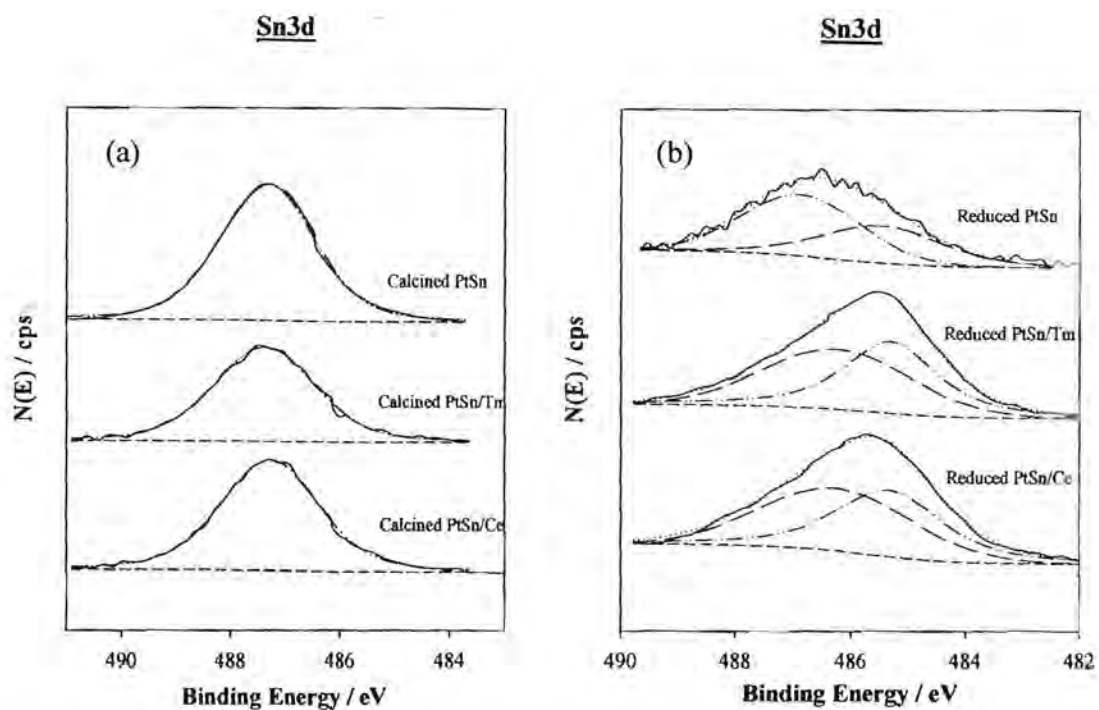 Sn3d
Sn3d
(a)
Calcined PtSn
Calcined PtSn/Tm
Calcined PtSn/Ce
N(E) / cps
490
488
486
484
Binding Energy / eV
(b)
Reduced PtSn
Reduced PtSn/Tm
Reduced PtSn/Ce
N(E) / cps
490
488
486
484
482
Binding Energy / eV